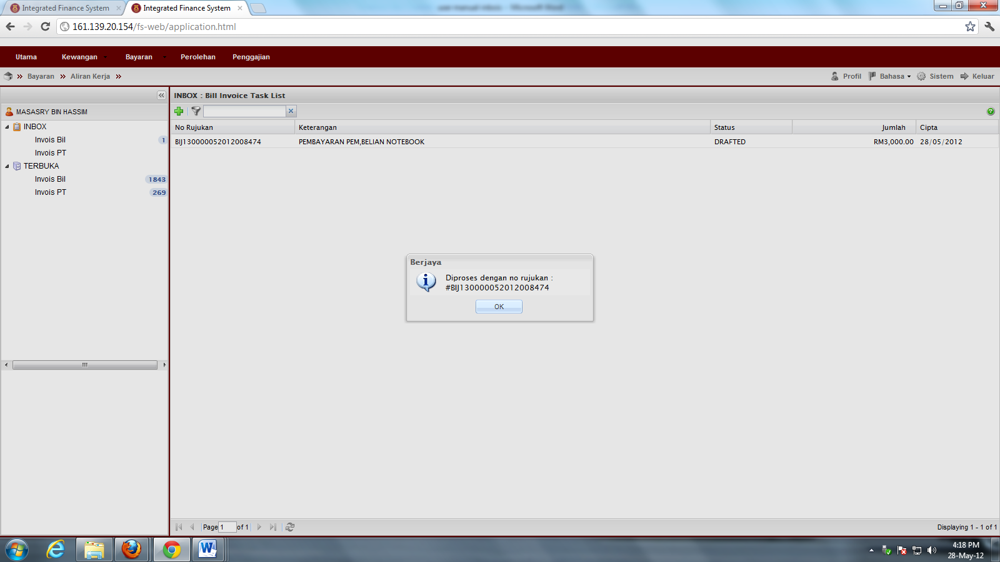 Integrated Finance System
Integrated Finance System
161.139.20.154/fs-web/application.html
Utama Kewangan Bayaran Perolehan Penggajian
» Bayaran » Aliran Kerja »
Profil Bahasa Sistem Keluar
MASASRY BIN HASSIM
INBOX
Invois Bil 1
Invois PT
TERBUKA
Invois Bil 1843
Invois PT 269
INBOX : Bill Invoice Task List
No Rujukan Keterangan Status Jumlah Cipta
BIJ130000052012008474 PEMBAYARAN PEM,BELIAN NOTEBOOK DRAFTED RM3,000.00 28/05/2012
Berjaya
Diproses dengan no rujukan :
#BIJ130000052012008474
OK
Page 1 of 1
Displaying 1 - 1 of 1
4:18 PM
28-May-12